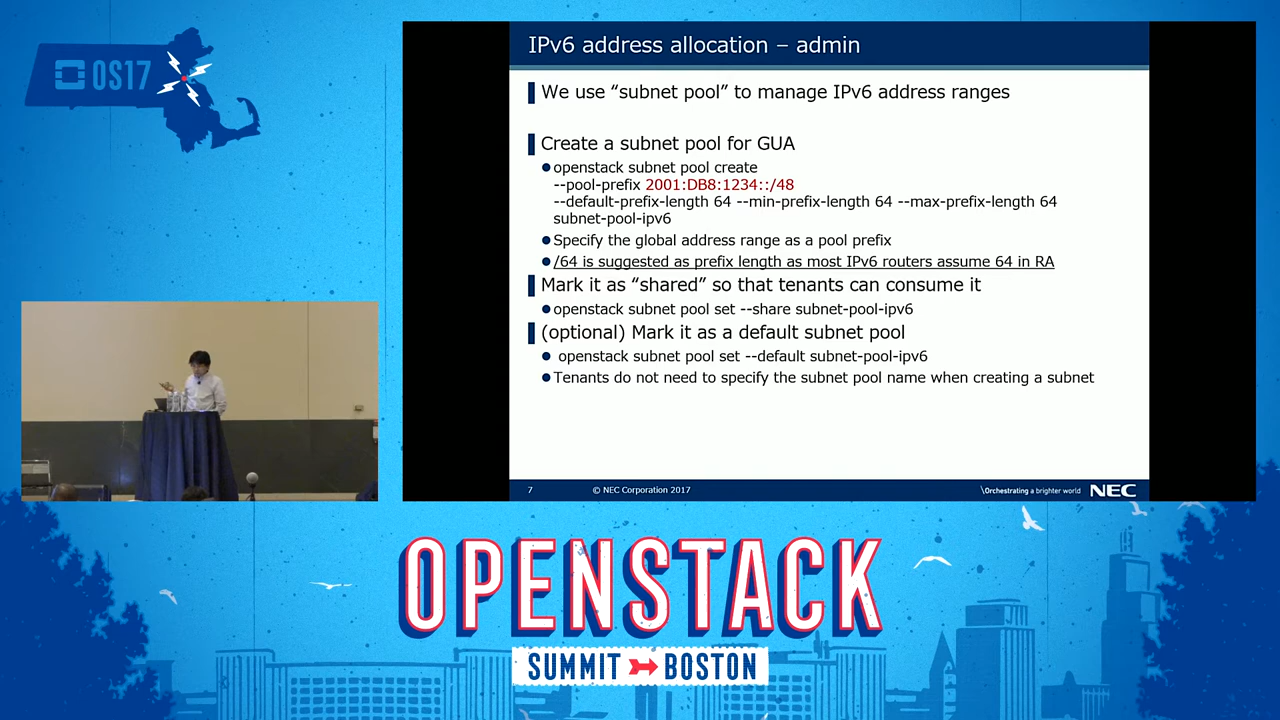 OS17
IPv6 address allocation – admin
We use “subnet pool” to manage IPv6 address ranges
Create a subnet pool for GUA
openstack subnet pool create
--pool-prefix 2001:DB8:1234::/48
--default-prefix-length 64 --min-prefix-length 64 --max-prefix-length 64
subnet-pool-ipv6
Specify the global address range as a pool prefix
/64 is suggested as prefix length as most IPv6 routers assume 64 in RA
Mark it as “shared” so that tenants can consume it
openstack subnet pool set --share subnet-pool-ipv6
(optional) Mark it as a default subnet pool
openstack subnet pool set --default subnet-pool-ipv6
Tenants do not need to specify the subnet pool name when creating a subnet
7 © NEC Corporation 2017 \Orchestrating a brighter world NEC
OPENSTACK
SUMMIT BOSTON